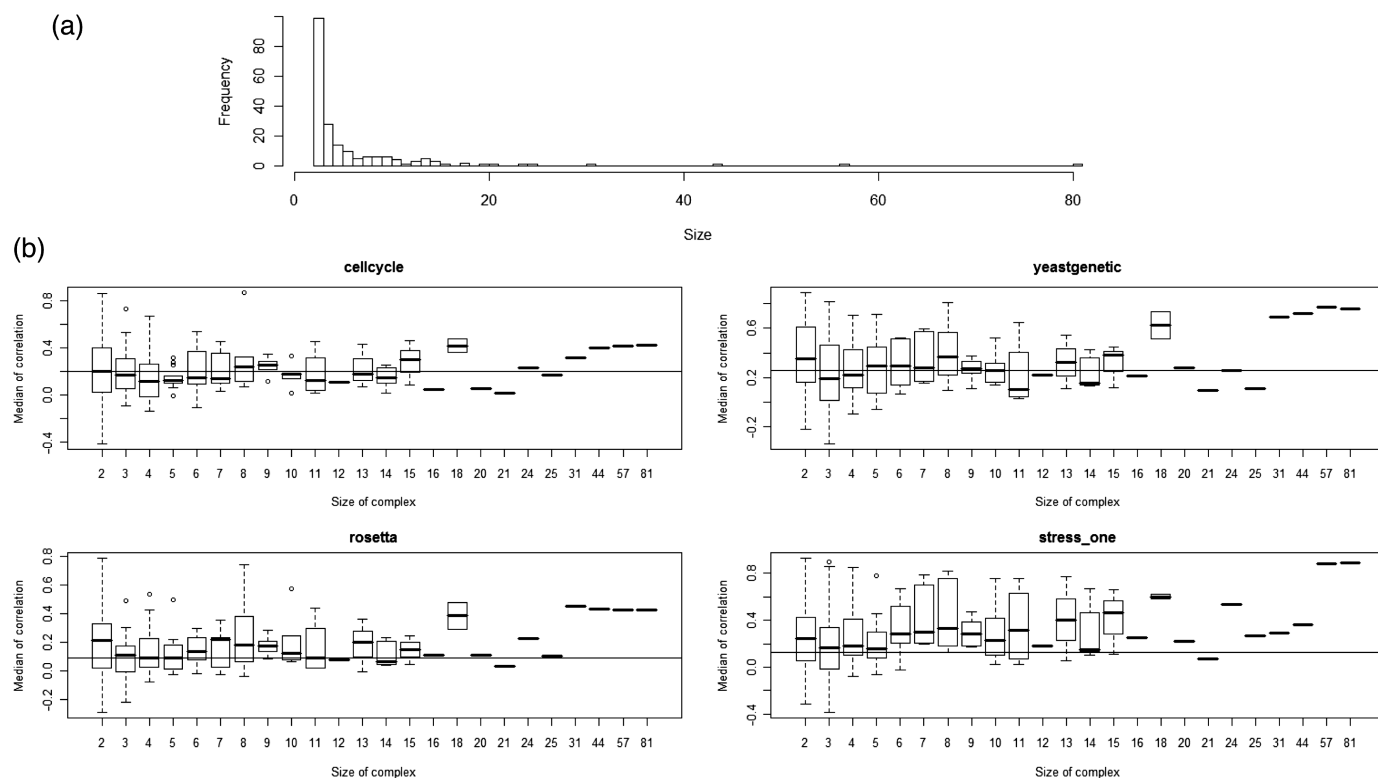 (a)
Frequency
0 20 40 60 80
0 20 40 60 80
Size
(b)
cellcycle
Median of correlation
-0.4 0.0 0.4 0.8
2 3 4 5 6 7 8 9 10 11 12 13 14 15 16 18 20 21 24 25 31 44 57 81
Size of complex
yeastgenetic
Median of correlation
-0.2 0.2 0.6
2 3 4 5 6 7 8 9 10 11 12 13 14 15 16 18 20 21 24 25 31 44 57 81
Size of complex
rosetta
Median of correlation
-0.2 0.0 0.2 0.4 0.6 0.8
2 3 4 5 6 7 8 9 10 11 12 13 14 15 16 18 20 21 24 25 31 44 57 81
Size of complex
stress_one
Median of correlation
-0.4 0.0 0.4 0.8
2 3 4 5 6 7 8 9 10 11 12 13 14 15 16 18 20 21 24 25 31 44 57 81
Size of complex